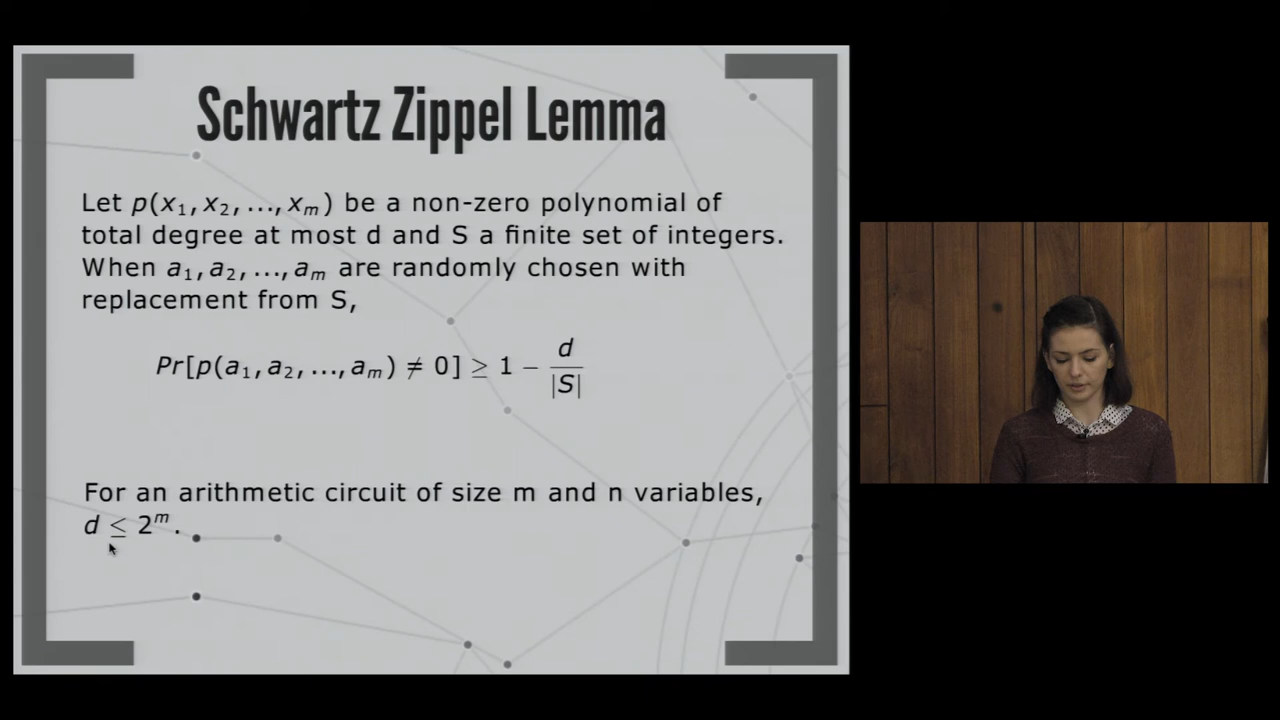 Schwartz Zippel Lemma
Let p(x₁, x₂, ..., xₘ) be a non-zero polynomial of
total degree at most d and S a finite set of integers.
When a₁, a₂, ..., aₘ are randomly chosen with
replacement from S,
Pr[p(a₁, a₂, ..., aₘ) ≠ 0] ≥ 1 − d/|S|
For an arithmetic circuit of size m and n variables,
d ≤ 2ᵐ.